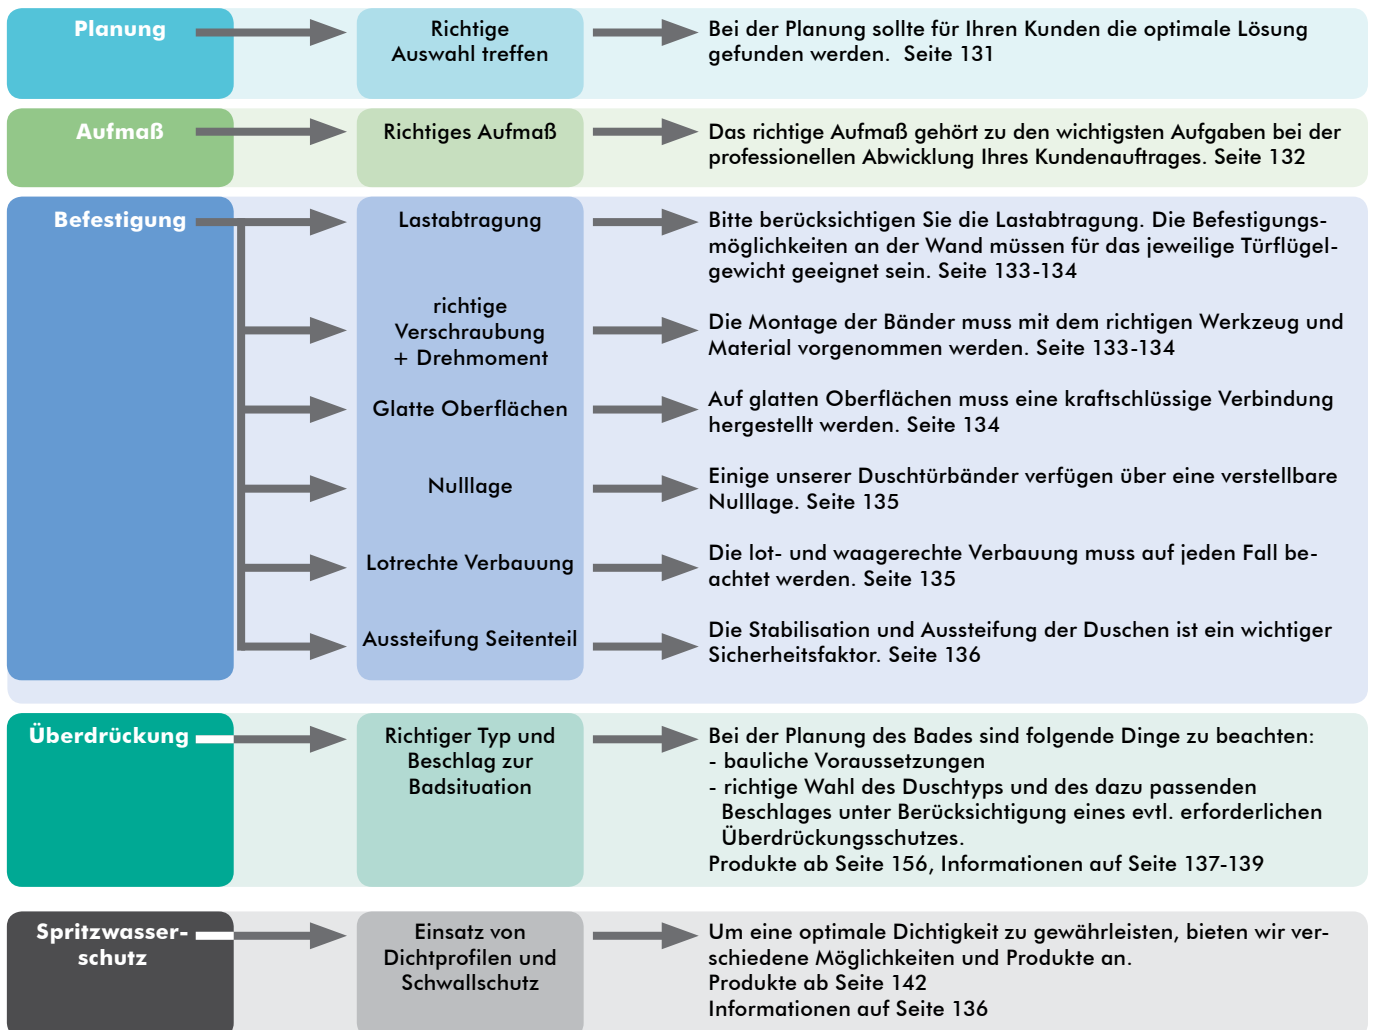 Planung
Richtige
Auswahl treffen
Bei der Planung sollte für Ihren Kunden die optimale Lösung
gefunden werden.  Seite 131
Aufmaß
Richtiges Aufmaß
Das richtige Aufmaß gehört zu den wichtigsten Aufgaben bei der
professionellen Abwicklung Ihres Kundenauftrages. Seite 132
Befestigung
Lastabtragung
Bitte berücksichtigen Sie die Lastabtragung. Die Befestigungs-
möglichkeiten an der Wand müssen für das jeweilige Türflügel-
gewicht geeignet sein. Seite 133-134
richtige
Verschraubung
+ Drehmoment
Die Montage der Bänder muss mit dem richtigen Werkzeug und
Material vorgenommen werden. Seite 133-134
Glatte Oberflächen
Auf glatten Oberflächen muss eine kraftschlüssige Verbindung
hergestellt werden. Seite 134
Nulllage
Einige unserer Duschtürbänder verfügen über eine verstellbare
Nulllage. Seite 135
Lotrechte Verbauung
Die lot- und waagerechte Verbauung muss auf jeden Fall be-
achtet werden. Seite 135
Aussteifung Seitenteil
Die Stabilisation und Aussteifung der Duschen ist ein wichtiger
Sicherheitsfaktor. Seite 136
Überdrückung
Richtiger Typ und
Beschlag zur
Badsituation
Bei der Planung des Bades sind folgende Dinge zu beachten:
- bauliche Voraussetzungen
- richtige Wahl des Duschtyps und des dazu passenden
Beschlages unter Berücksichtigung eines evtl. erforderlichen
Überdrückungsschutzes.
Produkte ab Seite 156, Informationen auf Seite 137-139
Spritzwasser-
schutz
Einsatz von
Dichtprofilen und
Schwallschutz
Um eine optimale Dichtigkeit zu gewährleisten, bieten wir ver-
schiedene Möglichkeiten und Produkte an.
Produkte ab Seite 142
Informationen auf Seite 136